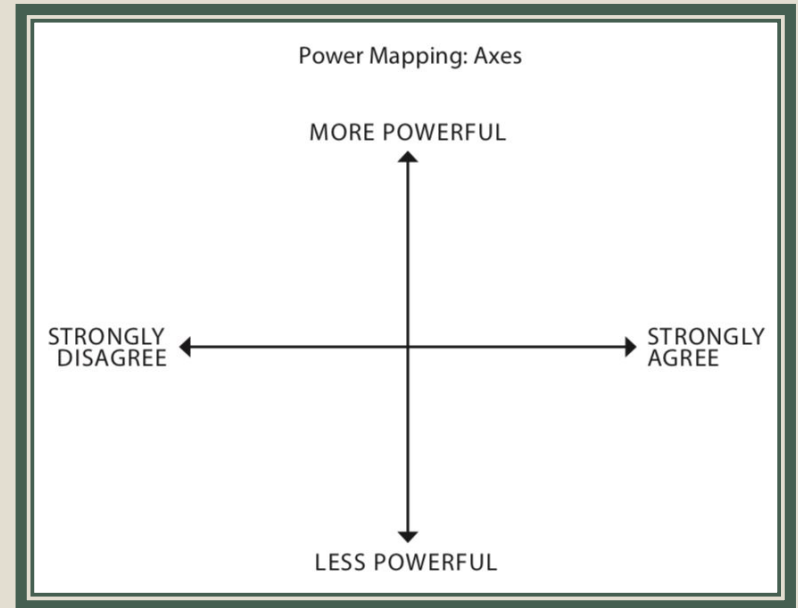 Power Mapping: Axes
MORE POWERFUL
STRONGLY
DISAGREE
STRONGLY
AGREE
LESS POWERFUL